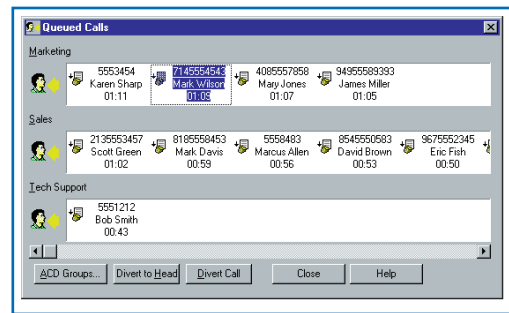 Queued Calls
Marketing
5553454 7145554543 4085557858 94955589393
Karen Sharp Mark Wilson Mary Jones James Miller
01:11 01:09 01:07 01:05
Sales
2135553457 8185558453 5558483 8545550583 9675552345
Scott Green Mark Davis Marcus Allen David Brown Eric Fish
01:02 00:59 00:56 00:53 00:50
Tech Support
5551212
Bob Smith
00:43
ACD Groups... Divert to Head Divert Call Close Help